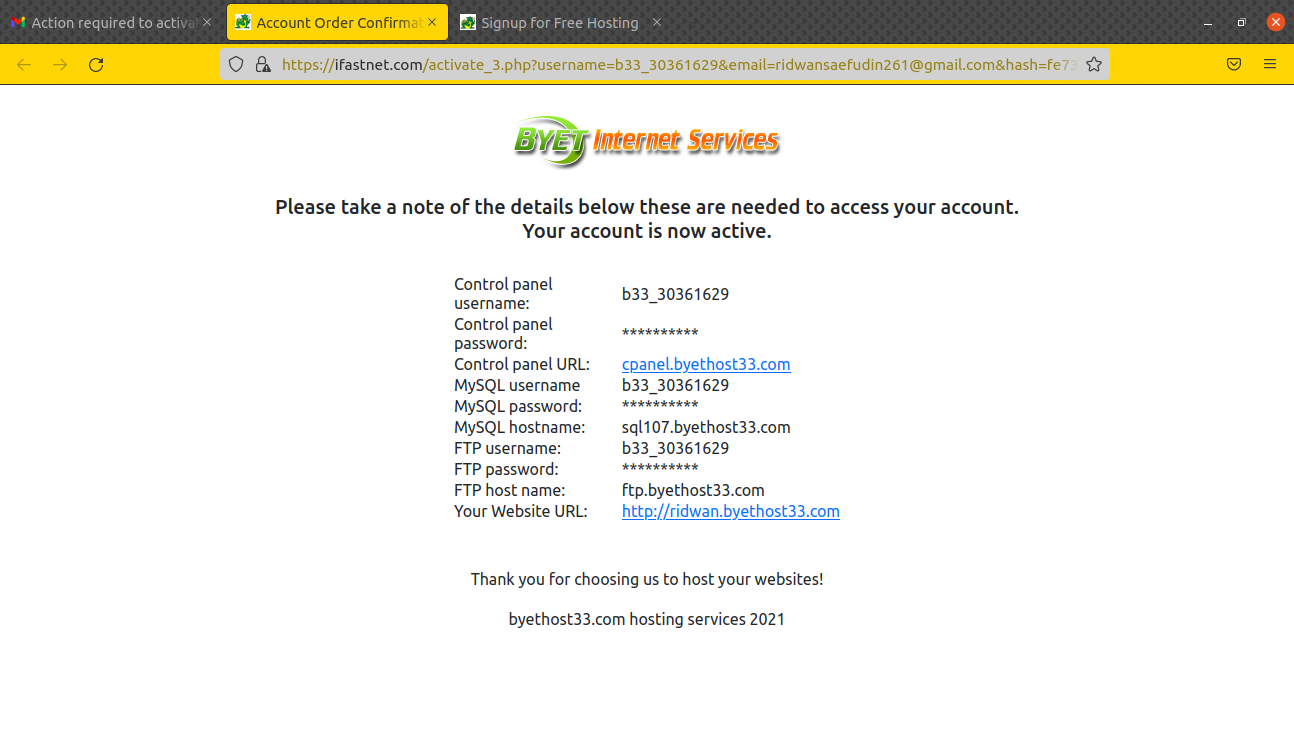 Action required to activa
Account Order Confirmat
Signup for Free Hosting
https://ifastnet.com/activate_3.php?username=b33_30361629&email=ridwansaefudin261@gmail.com&hash=fe73
BYET Internet Services
Please take a note of the details below these are needed to access your account.
Your account is now active.
Control panel
username:
b33_30361629
Control panel
password:
**********
Control panel URL: cpanel.byethost33.com
MySQL username b33_30361629
MySQL password: **********
MySQL hostname: sql107.byethost33.com
FTP username: b33_30361629
FTP password: **********
FTP host name: ftp.byethost33.com
Your Website URL: http://ridwan.byethost33.com
Thank you for choosing us to host your websites!
byethost33.com hosting services 2021